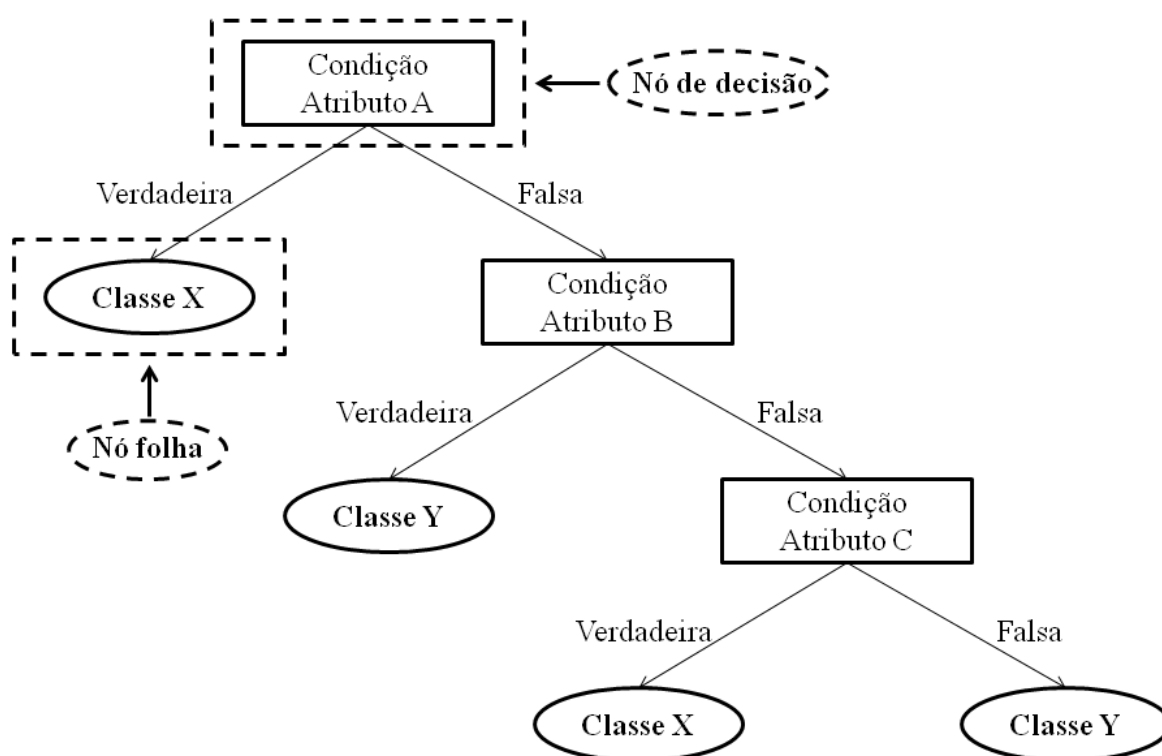 Condição
Atributo A
Nó de decisão
Verdadeira
Falsa
Classe X
Condição
Atributo B
Nó folha
Verdadeira
Falsa
Classe Y
Condição
Atributo C
Verdadeira
Falsa
Classe X
Classe Y